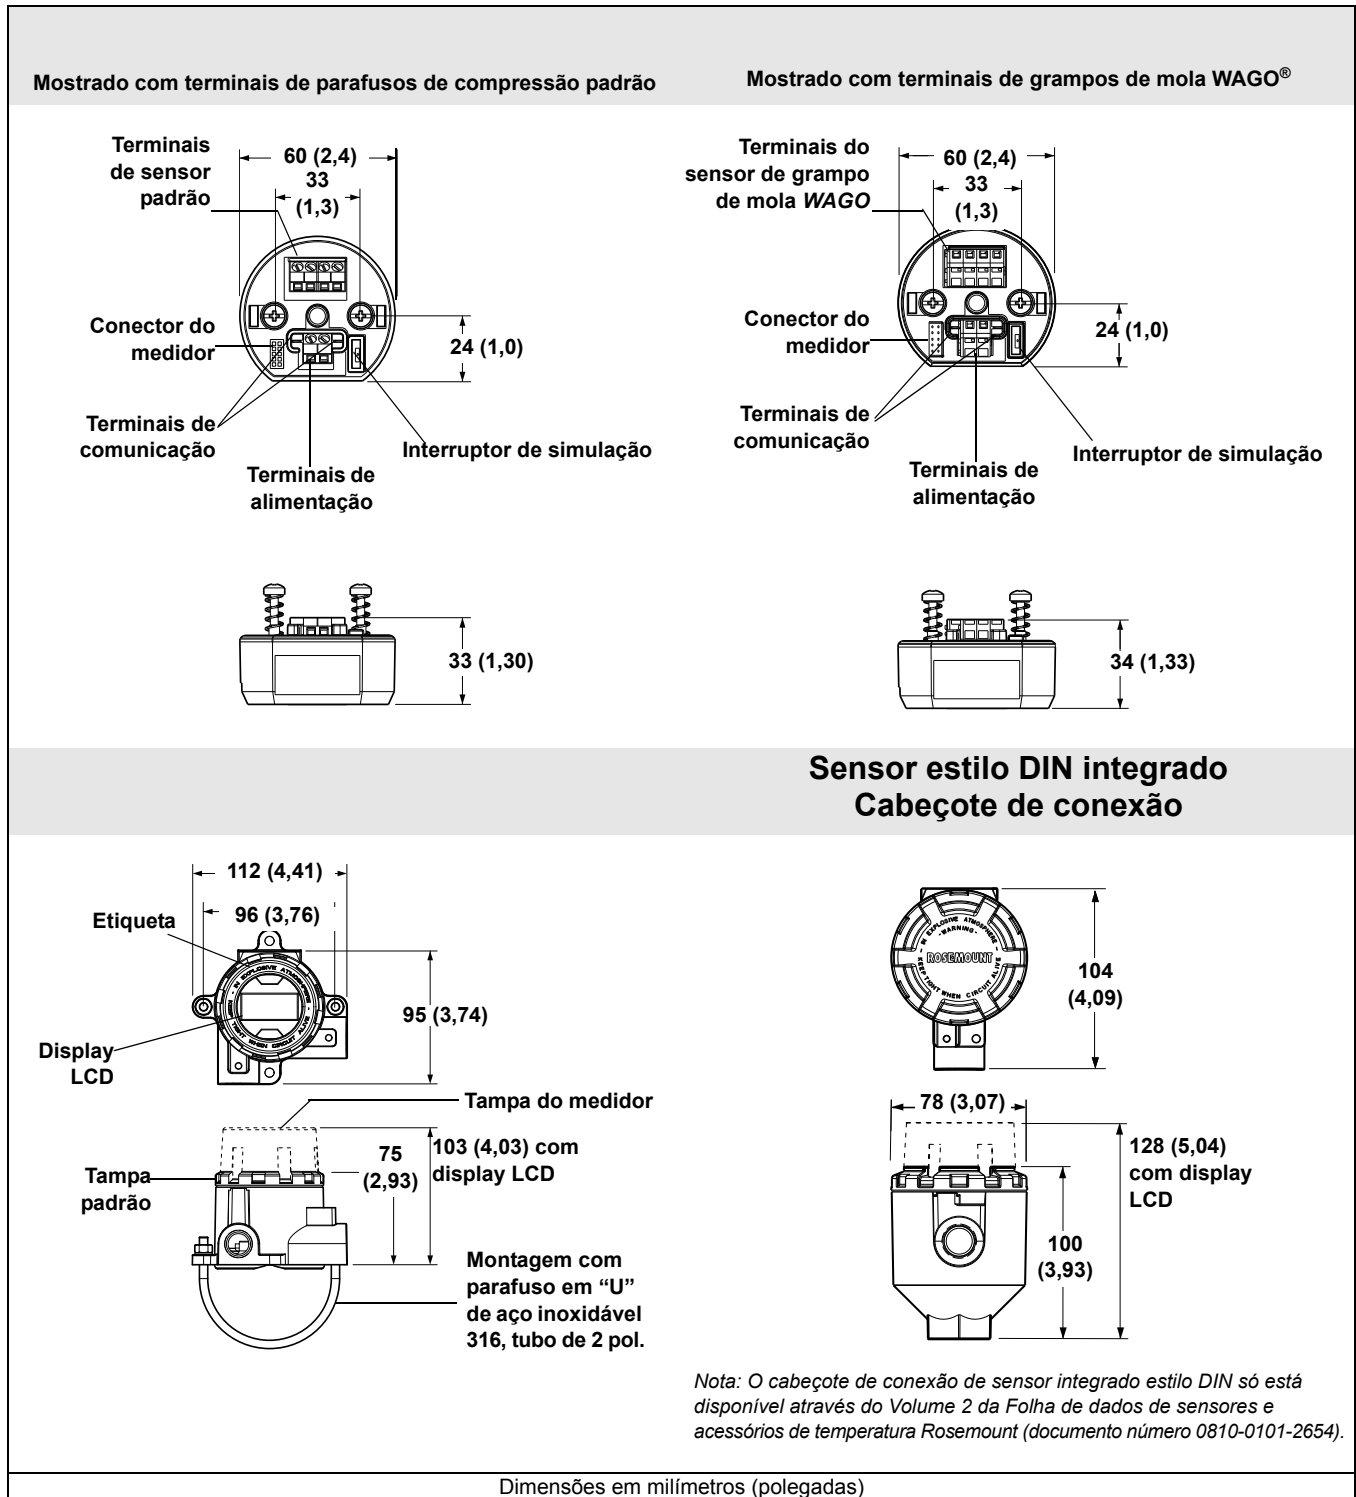 Mostrado com terminais de parafusos de compressão padrão
Mostrado com terminais de grampos de mola WAGO®
Terminais
de sensor
padrão
60 (2,4)
33
(1,3)
Conector do
medidor
24 (1,0)
Terminais de
comunicação
Interruptor de simulação
Terminais de
alimentação
Terminais do
sensor de grampo
de mola WAGO
60 (2,4)
33
(1,3)
Conector do
medidor
24 (1,0)
Terminais de
comunicação
Interruptor de simulação
Terminais de
alimentação
33 (1,30)
34 (1,33)
Sensor estilo DIN integrado
Cabeçote de conexão
112 (4,41)
96 (3,76)
Etiqueta
95 (3,74)
Display
LCD
Tampa do medidor
75
(2,93)
103 (4,03) com
display LCD
Tampa
padrão
Montagem com
parafuso em “U”
de aço inoxidável
316, tubo de 2 pol.
- IN EXPLOSIVE ATMOSPHERE -
- WARNING -
ROSEMOUNT
KEEP TIGHT WHEN CIRCUIT ALIVE
104
(4,09)
78 (3,07)
128 (5,04)
com display
LCD
100
(3,93)
Nota: O cabeçote de conexão de sensor integrado estilo DIN só está
disponível através do Volume 2 da Folha de dados de sensores e
acessórios de temperatura Rosemount (documento número 0810-0101-2654).
Dimensões em milímetros (polegadas)